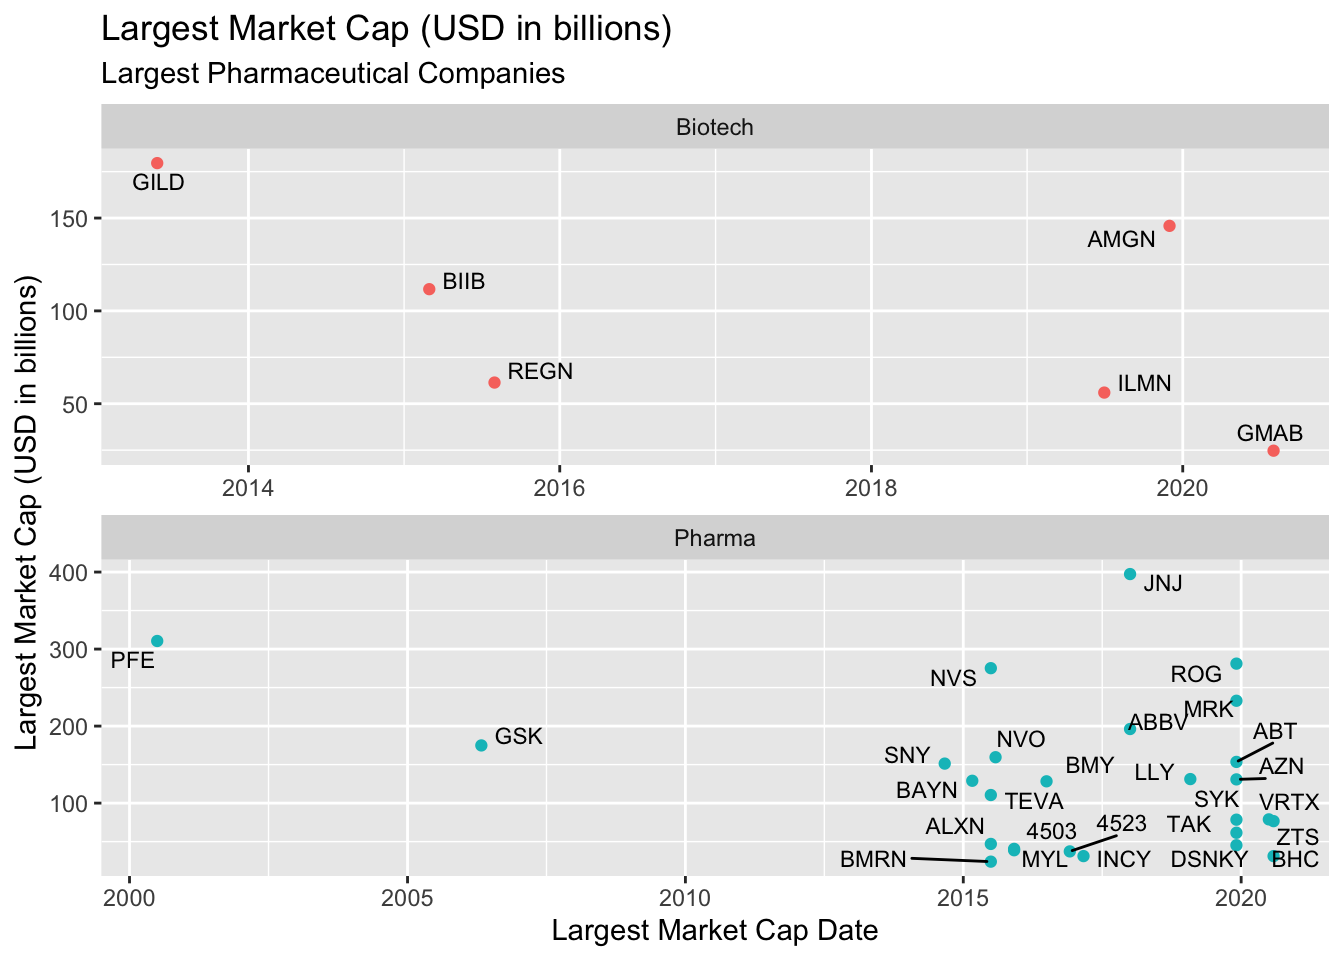 Largest Market Cap (USD in billions)
Largest Pharmaceutical Companies
Largest Market Cap (USD in billions)
Biotech
GILD
150
AMGN
BIIB
100
REGN
ILMN
50
GMAB
2014 2016 2018 2020
Pharma
400
JNJ
300
PFE
NVS
ROG
MRK
200
ABBV
ABT
GSK
NVO
SNY
BMY
LLY
AZN
BAYN
TEVA
SYK
VRTX
100
ALXN
4503
4523
TAK
ZTS
BMRN
MYL
INCY
DSNKY
BHC
2000 2005 2010 2015 2020
Largest Market Cap Date